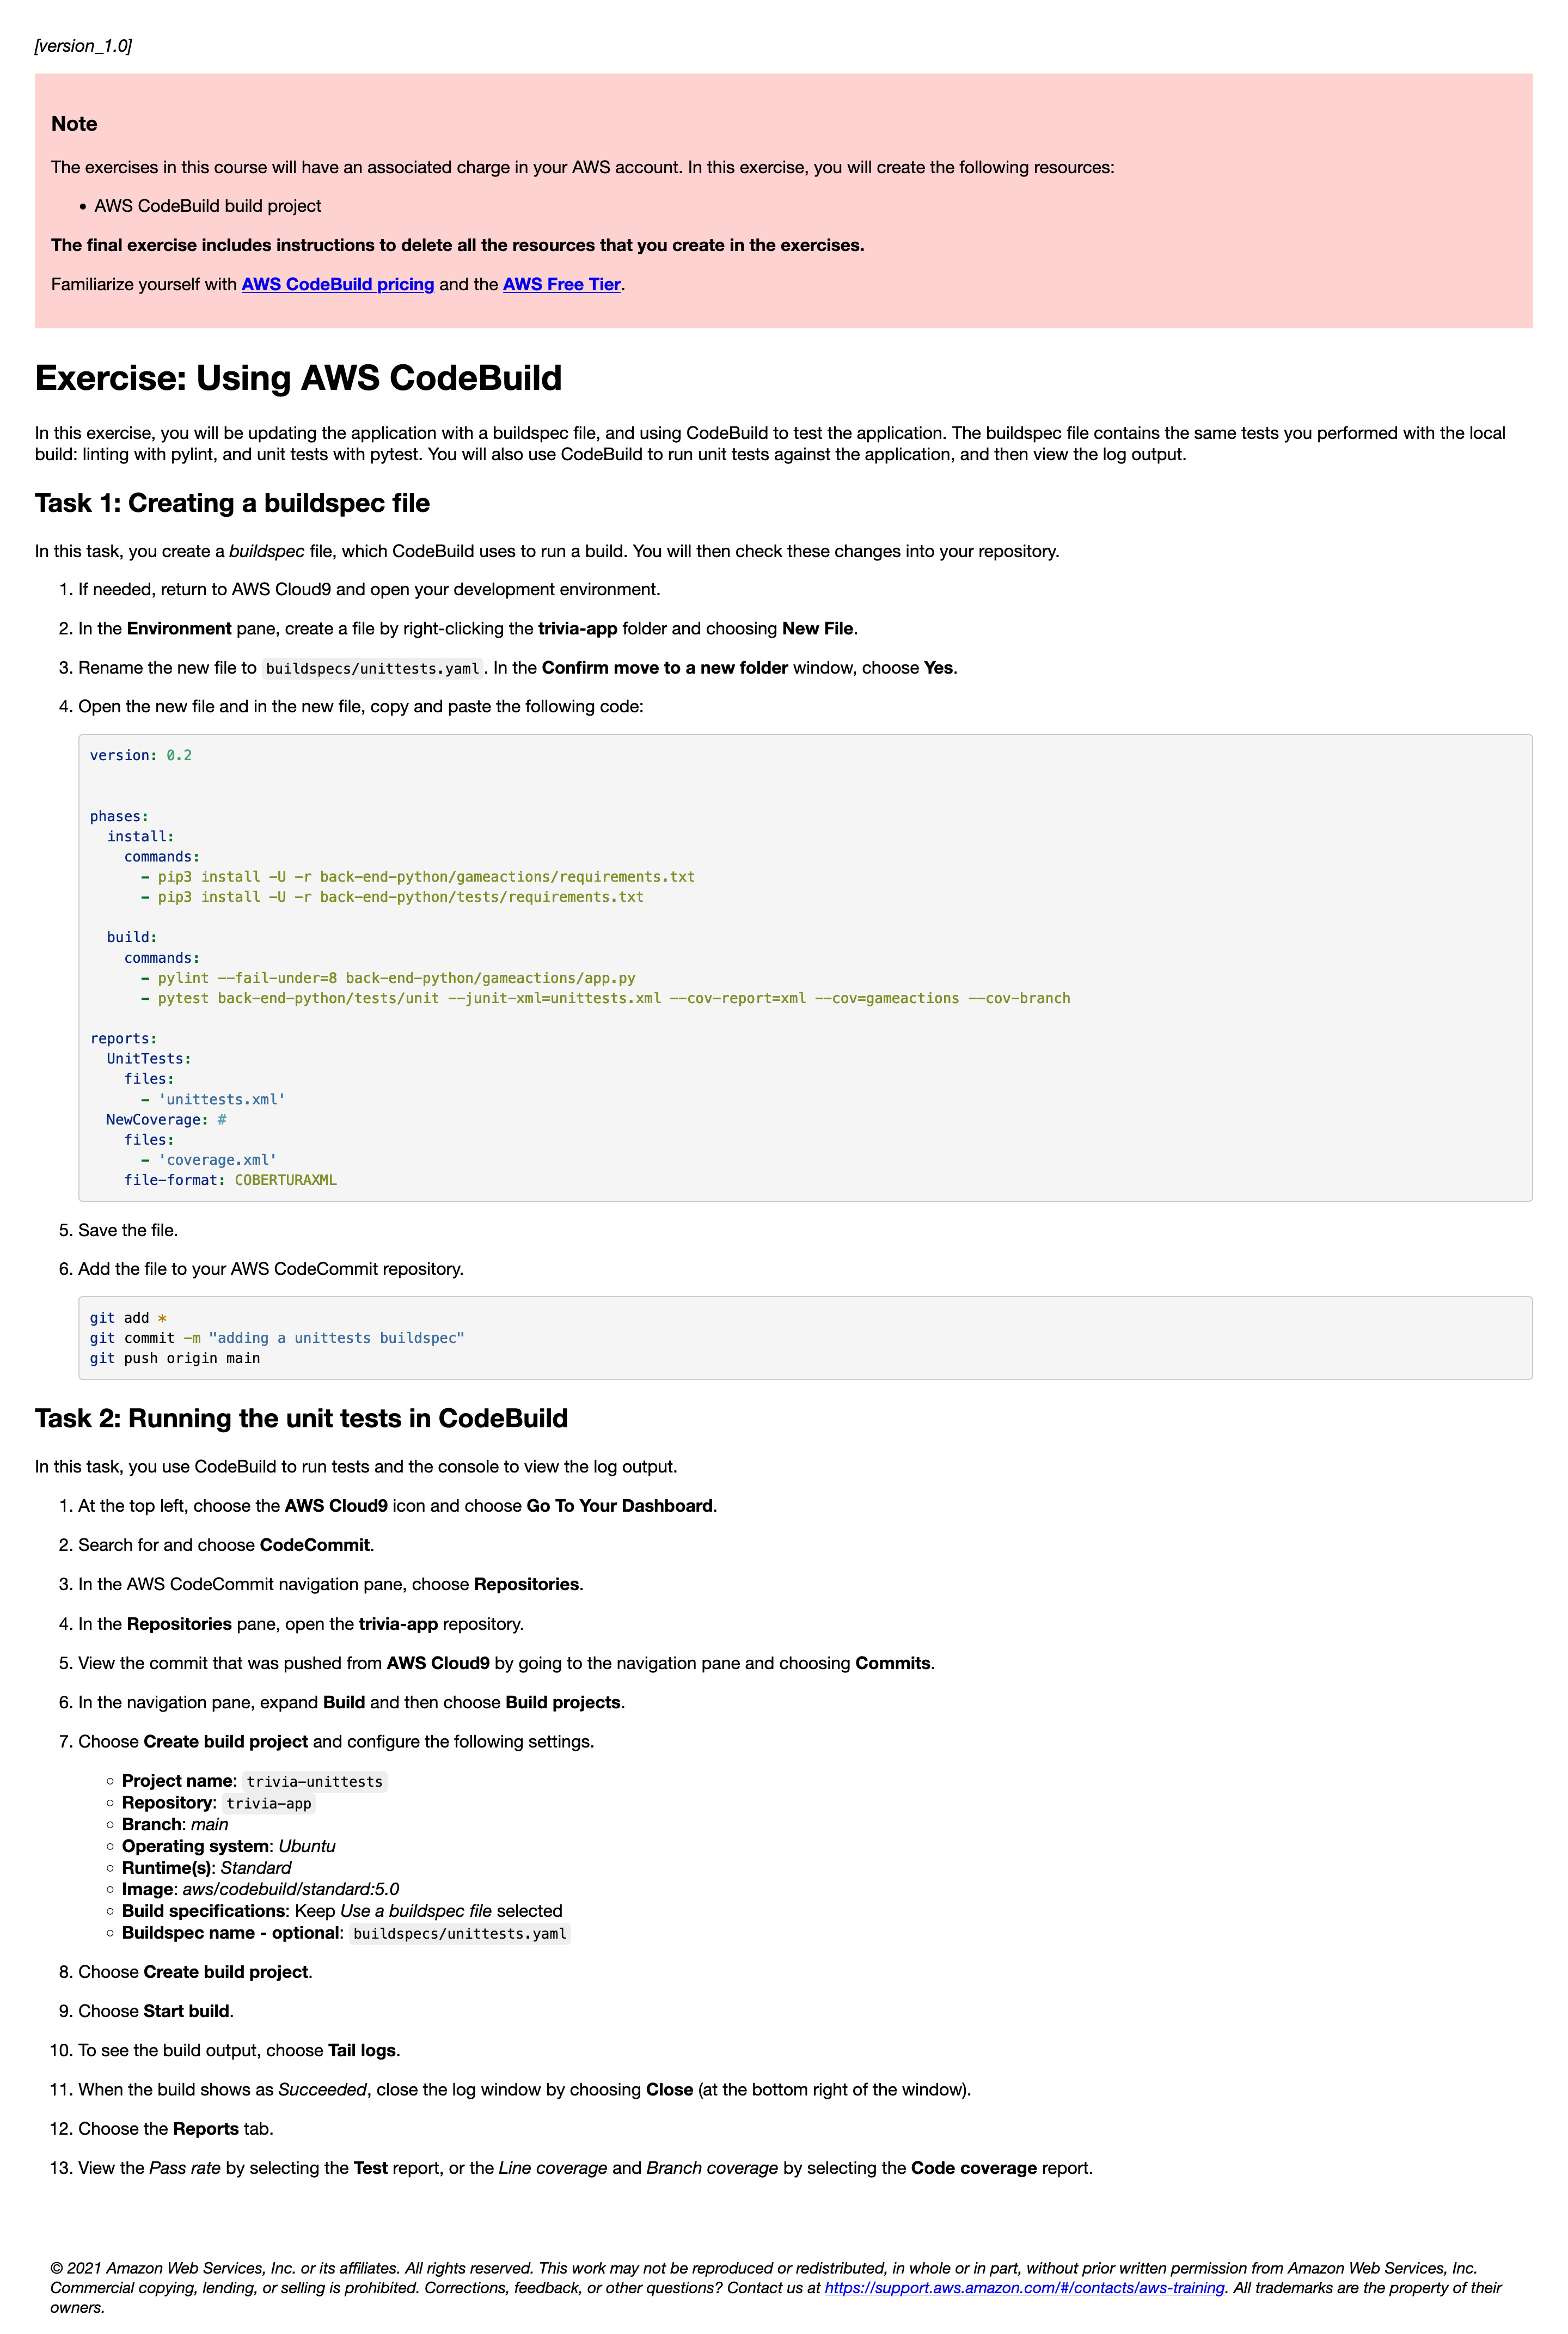 [version_1.0]
Note
The exercises in this course will have an associated charge in your AWS account. In this exercise, you will create the following resources:
• AWS CodeBuild build project
The final exercise includes instructions to delete all the resources that you create in the exercises.
Familiarize yourself with AWS CodeBuild pricing and the AWS Free Tier.
Exercise: Using AWS CodeBuild
In this exercise, you will be updating the application with a buildspec file, and using CodeBuild to test the application. The buildspec file contains the same tests you performed with the local
build: linting with pylint, and unit tests with pytest. You will also use CodeBuild to run unit tests against the application, and then view the log output.
Task 1: Creating a buildspec file
In this task, you create a buildspec file, which CodeBuild uses to run a build. You will then check these changes into your repository.
1. If needed, return to AWS Cloud9 and open your development environment.
2. In the Environment pane, create a file by right-clicking the trivia-app folder and choosing New File.
3. Rename the new file to buildspecs/unittests.yaml. In the Confirm move to a new folder window, choose Yes.
4. Open the new file and in the new file, copy and paste the following code:
version: 0.2
phases:
  install:
    commands:
      - pip3 install -U -r back-end-python/gameactions/requirements.txt
      - pip3 install -U -r back-end-python/tests/requirements.txt
  build:
    commands:
      - pylint --fail-under=8 back-end-python/gameactions/app.py
      - pytest back-end-python/tests/unit --junit-xml=unittests.xml --cov-report=xml --cov=gameactions --cov-branch
reports:
  UnitTests:
    files:
      - 'unittests.xml'
  NewCoverage: #
    files:
      - 'coverage.xml'
    file-format: COBERTURAXML
5. Save the file.
6. Add the file to your AWS CodeCommit repository.
git add *
git commit -m "adding a unittests buildspec"
git push origin main
Task 2: Running the unit tests in CodeBuild
In this task, you use CodeBuild to run tests and the console to view the log output.
1. At the top left, choose the AWS Cloud9 icon and choose Go To Your Dashboard.
2. Search for and choose CodeCommit.
3. In the AWS CodeCommit navigation pane, choose Repositories.
4. In the Repositories pane, open the trivia-app repository.
5. View the commit that was pushed from AWS Cloud9 by going to the navigation pane and choosing Commits.
6. In the navigation pane, expand Build and then choose Build projects.
7. Choose Create build project and configure the following settings.
◦ Project name: trivia-unittests
◦ Repository: trivia-app
◦ Branch: main
◦ Operating system: Ubuntu
◦ Runtime(s): Standard
◦ Image: aws/codebuild/standard:5.0
◦ Build specifications: Keep Use a buildspec file selected
◦ Buildspec name - optional: buildspecs/unittests.yaml
8. Choose Create build project.
9. Choose Start build.
10. To see the build output, choose Tail logs.
11. When the build shows as Succeeded, close the log window by choosing Close (at the bottom right of the window).
12. Choose the Reports tab.
13. View the Pass rate by selecting the Test report, or the Line coverage and Branch coverage by selecting the Code coverage report.
© 2021 Amazon Web Services, Inc. or its affiliates. All rights reserved. This work may not be reproduced or redistributed, in whole or in part, without prior written permission from Amazon Web Services, Inc.
Commercial copying, lending, or selling is prohibited. Corrections, feedback, or other questions? Contact us at https://support.aws.amazon.com/#/contacts/aws-training. All trademarks are the property of their
owners.